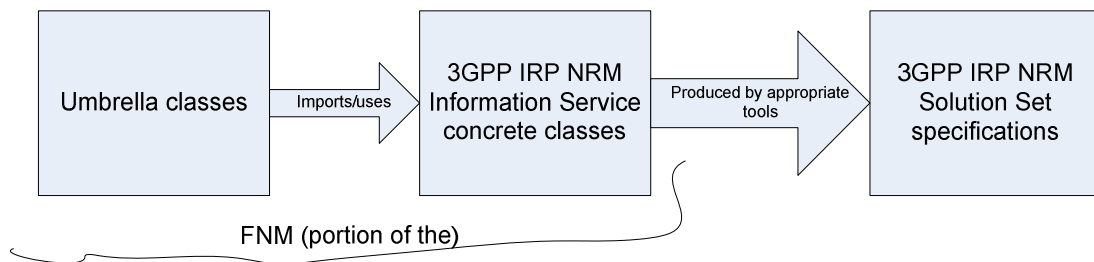 Umbrella classes
Imports/uses
3GPP IRP NRM
Information Service
concrete classes
Produced by appropriate
tools
3GPP IRP NRM
Solution Set
specifications
FNM (portion of the)